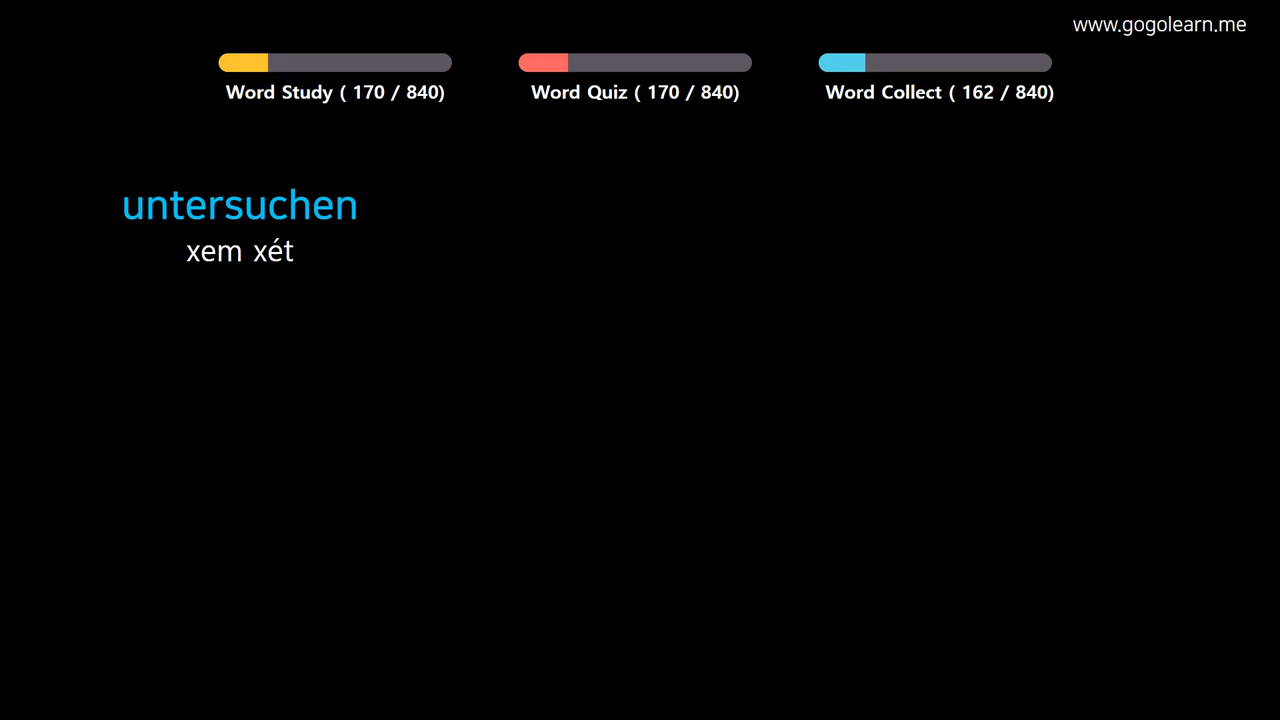 www.gogolearn.me
Word Study ( 170 / 840)
Word Quiz ( 170 / 840)
Word Collect ( 162 / 840)
untersuchen
xem xét